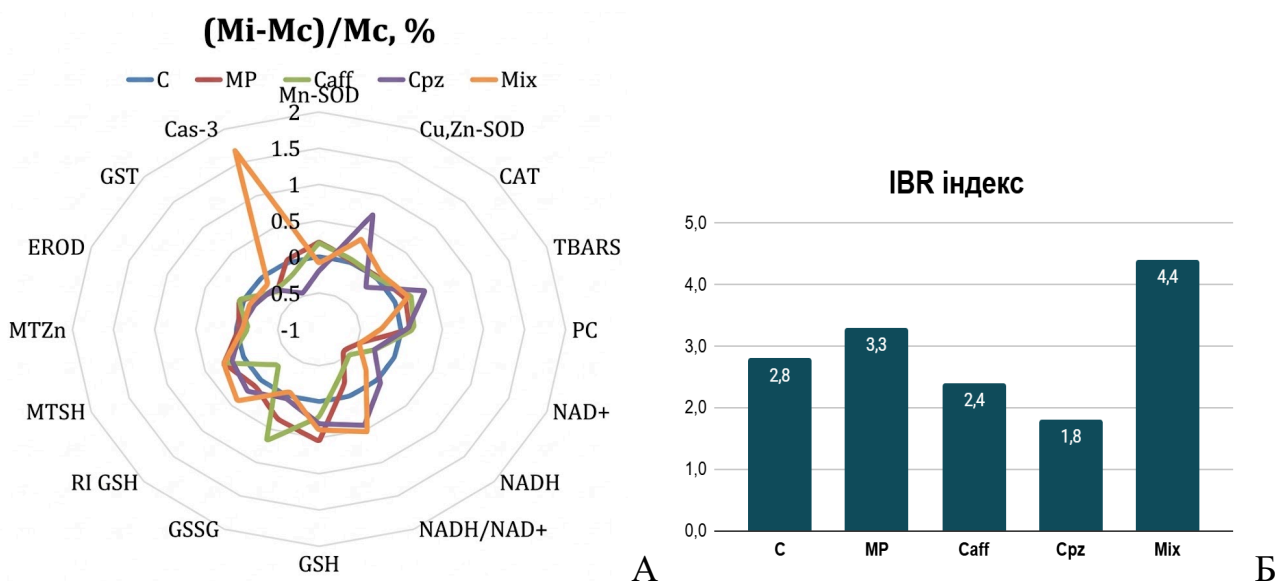 (Mi-Mc)/Mc, %
C MP Caff Cpz Mix
Mn-SOD
Cu,Zn-SOD
CAT
TBARS
PC
NAD+
NADH
NADH/NAD+
GSH
GSSG
RI GSH
MTSH
MTZn
EROD
GST
Cas-3
2
1.5
1
0.5
0
0.5
-1
А
IBR індекс
5,0
4,0
3,0
2,0
1,0
0,0
2,8
3,3
2,4
1,8
4,4
C MP Caff Cpz Mix
Б